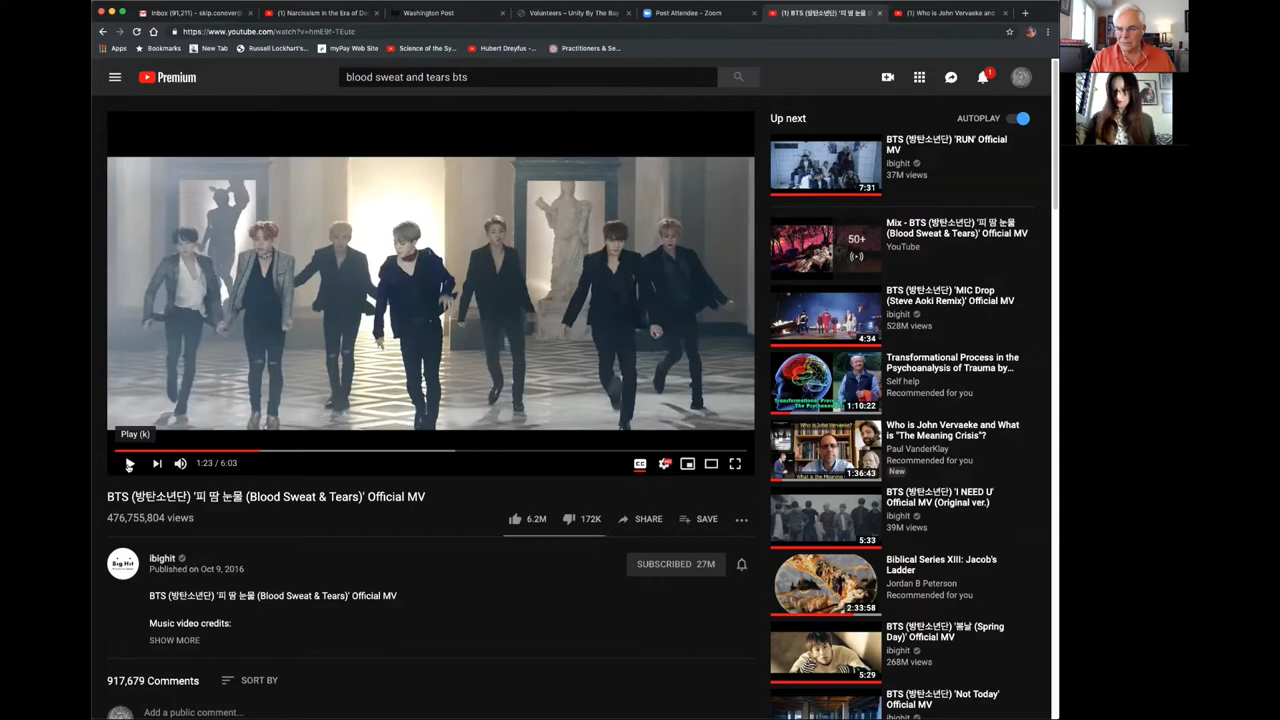 Inbox (91,211) - skip.conover@
(1) Narcissism in the Era of D
Washington Post
Volunteers – Unity By The Bay
Post Attendee - Zoom
(1) BTS (방탄소년단) '피 땀 눈
Who is John Vervaeke and
https://www.youtube.com/watch?v=hmE9f-TEutc
Apps
Bookmarks
New Tab
Russell Lockhart's...
myPay Web Site
Science of the Sy...
Hubert Dreyfus -...
Practitioners & Se...
Premium
blood sweat and tears bts
1
Up next
AUTOPLAY
BTS (방탄소년단) 'RUN' Official
MV
ibighit
37M views
7:31
Mix - BTS (방탄소년단) '피 땀 눈물
(Blood Sweat & Tears)' Official MV
YouTube
50+
BTS (방탄소년단) 'MIC Drop
(Steve Aoki Remix)' Official MV
ibighit
528M views
4:34
Transformational Process in the
Psychoanalysis of Trauma by...
Self help
Recommended for you
1:10:22
Who is John Vervaeke and What
is "The Meaning Crisis"?
Paul VanderKlay
Recommended for you
New
1:36:43
BTS (방탄소년단) 'I NEED U'
Official MV (Original ver.)
ibighit
39M views
5:33
Biblical Series XIII: Jacob's
Ladder
Jordan B Peterson
Recommended for you
2:33:58
BTS (방탄소년단) '봄날 (Spring
Day)' Official MV
ibighit
268M views
5:29
BTS (방탄소년단) 'Not Today'
Official MV
ibighit
Play (k)
1:23 / 6:03
CC
BTS (방탄소년단) '피 땀 눈물 (Blood Sweat & Tears)' Official MV
476,755,804 views
6.2M
172K
SHARE
SAVE
Big Hit
ibighit
Published on Oct 9, 2016
SUBSCRIBED 27M
BTS (방탄소년단) '피 땀 눈물 (Blood Sweat & Tears)' Official MV
Music video credits:
SHOW MORE
917,679 Comments
SORT BY
Add a public comment...